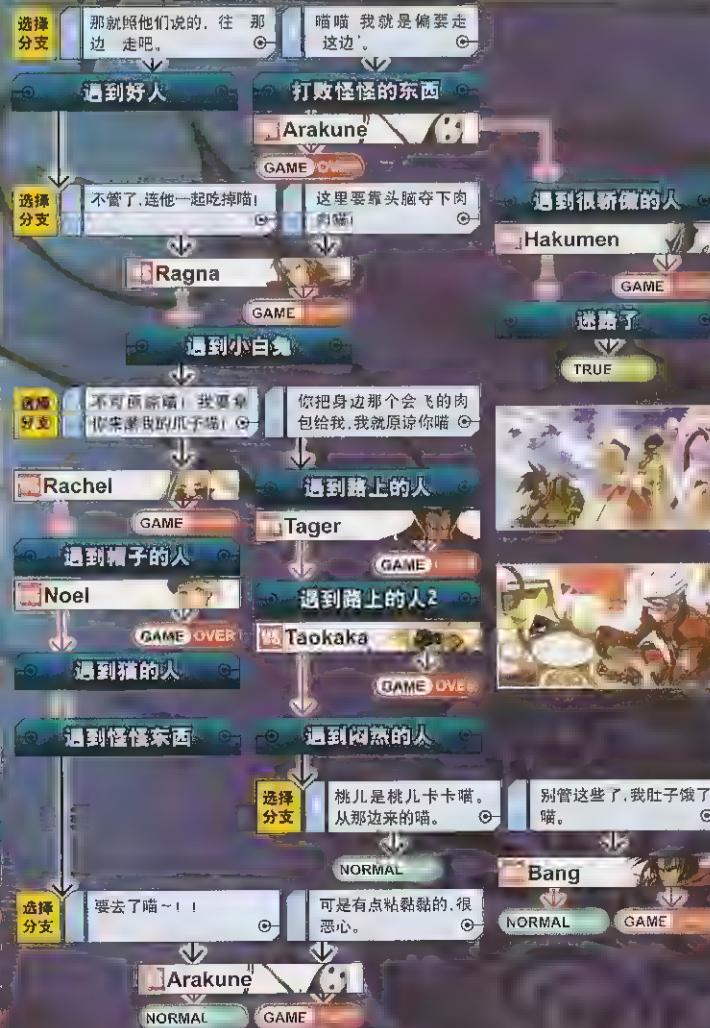 选择
分支
那就照他们说的，往 那
边 走吧。
喵喵 我就是偏要走
这边'。
遇到好人
打败怪怪的东西
Arakune
GAME OVER
选择
分支
不管了,连他一起吃掉喵!
这里要靠头脑夺下肉
肉喵!
遇到很骄傲的人
Hakumen
GAME
Ragna
GAME
迷路了
TRUE
遇到小白兔
选择
分支
不可原谅喵! 我要拿
你来磨我的爪子喵!
你把身边那个会飞的肉
包给我,我就原谅你喵
Rachel
GAME
遇到路上的人
Tager
GAME
遇到帽子的人
Noel
GAME OVER
遇到路上的人2
Taokaka
GAME OVER
遇到猫的人
遇到怪怪东西
遇到闷热的人
选择
分支
桃儿是桃儿卡卡喵。
从那边来的喵。
别管这些了,我肚子饿了
喵。
NORMAL
Bang
NORMAL
GAME
选择
分支
要去了喵~！！
可是有点粘黏黏的,很
恶心。
Arakune
NORMAL
GAME